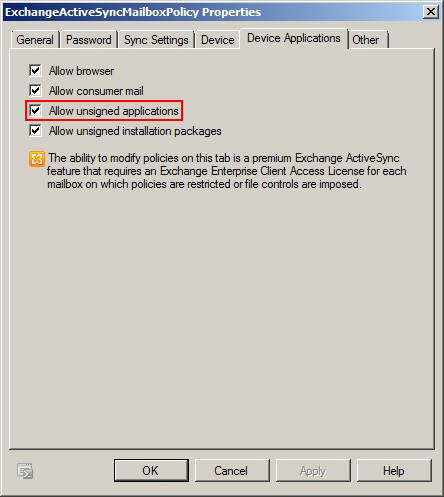 ExchangeActiveSyncMailboxPolicy Properties
General Password Sync Settings Device Device Applications Other
Allow browser
Allow consumer mail
Allow unsigned applications
Allow unsigned installation packages
The ability to modify policies on this tab is a premium Exchange ActiveSync
feature that requires an Exchange Enterprise Client Access License for each
mailbox on which policies are restricted or file controls are imposed.
OK Cancel Apply Help